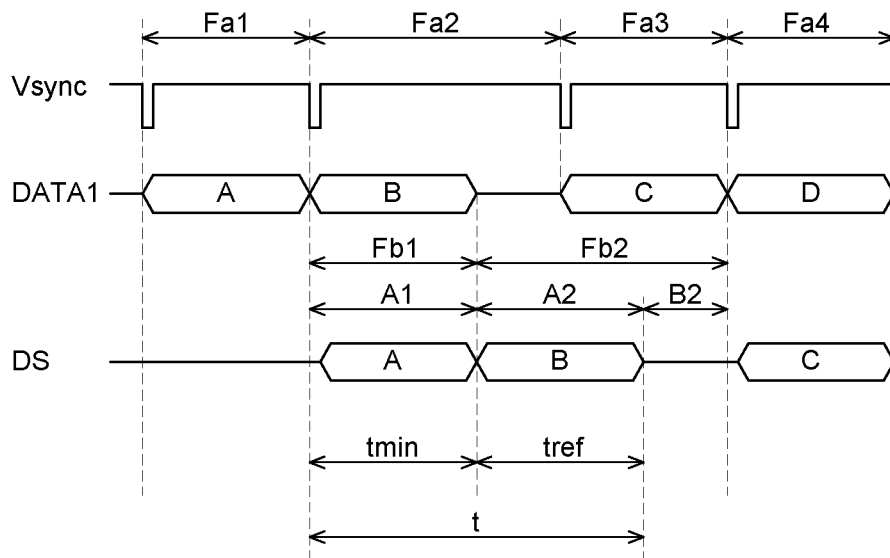 Fa1 Fa2 Fa3 Fa4
Vsync
DATA1 A B C D
Fb1 Fb2
A1 A2 B2
DS A B C
tmin tref
t